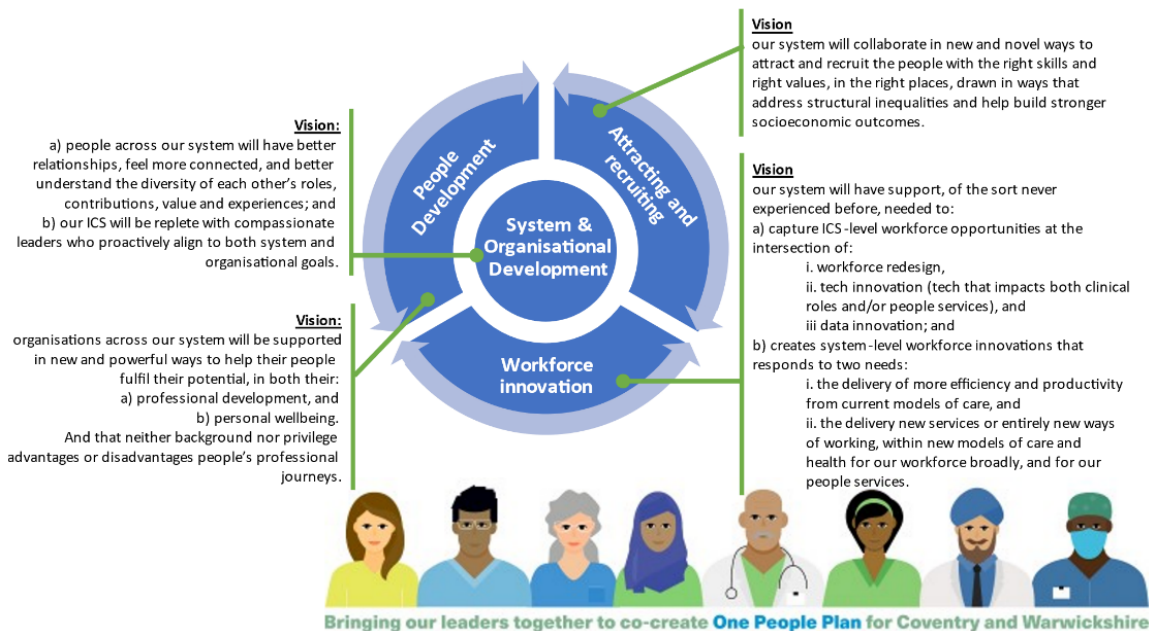 Vision:
a) people across our system will have better
relationships, feel more connected, and better
understand the diversity of each other's roles,
contributions, value and experiences; and
b) our ICS will be replete with compassionate
leaders who proactively align to both system and
organisational goals.
Vision:
organisations across our system will be supported
in new and powerful ways to help their people
fulfil their potential, in both their:
a) professional development, and
b) personal wellbeing.
And that neither background nor privilege
advantages or disadvantages people's professional
journeys.
People
Development
Attracting and
recruiting
System &
Organisational
Development
Workforce
innovation
Vision
our system will collaborate in new and novel ways to
attract and recruit the people with the right skills and
right values, in the right places, drawn in ways that
address structural inequalities and help build stronger
socioeconomic outcomes.
Vision
our system will have support, of the sort never
experienced before, needed to:
a) capture ICS-level workforce opportunities at the
intersection of:
i. workforce redesign,
ii. tech innovation (tech that impacts both clinical
roles and/or people services), and
iii data innovation; and
b) creates system-level workforce innovations that
responds to two needs:
i. the delivery of more efficiency and productivity
from current models of care, and
ii. the delivery new services or entirely new ways
of working, within new models of care and
health for our workforce broadly, and for our
people services.
Bringing our leaders together to co-create One People Plan for Coventry and Warwickshire